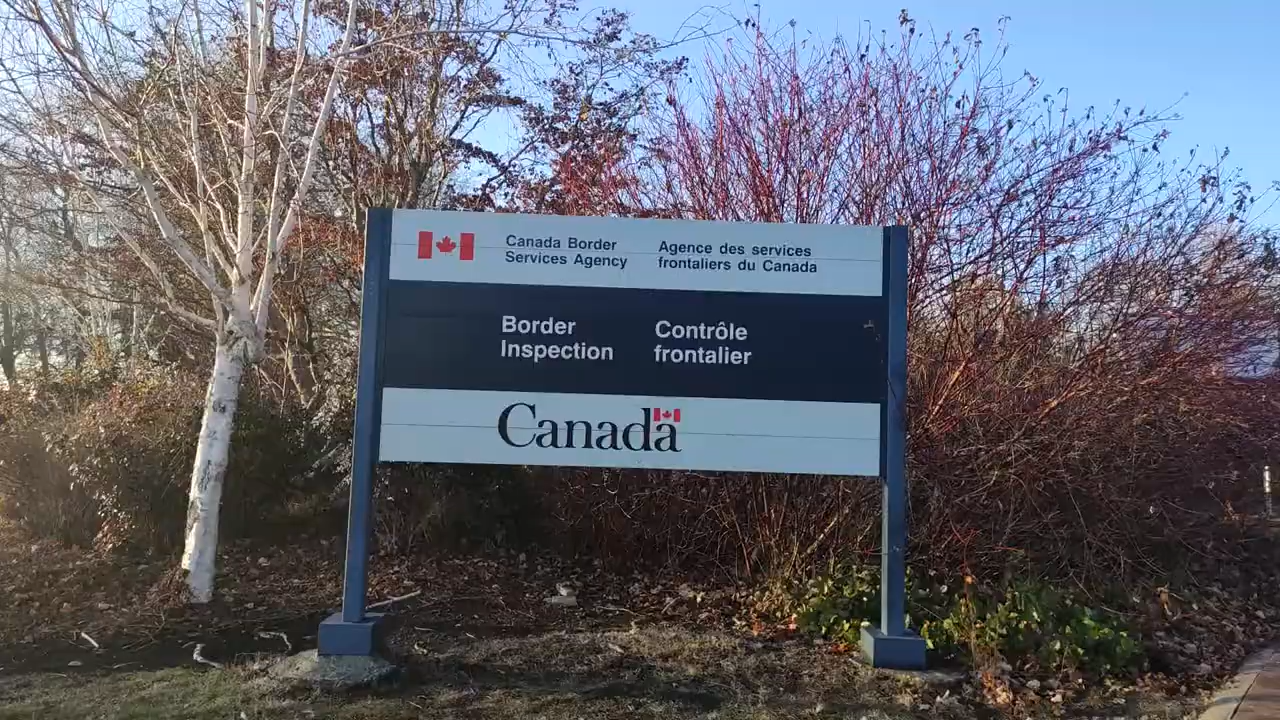 Canada Border
Services Agency
Agence des services
frontaliers du Canada
Border
Inspection
Contrôle
frontalier
Canada